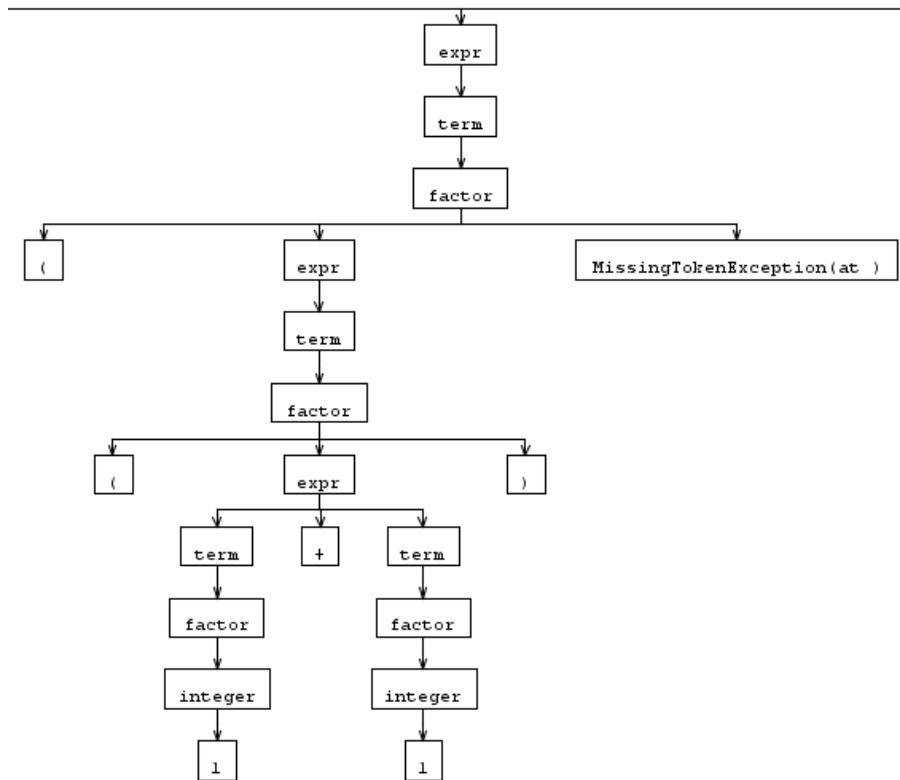 expr
term
factor
( expr MissingTokenException(at )
term
factor
( expr )
term + term
factor factor
integer integer
1 1